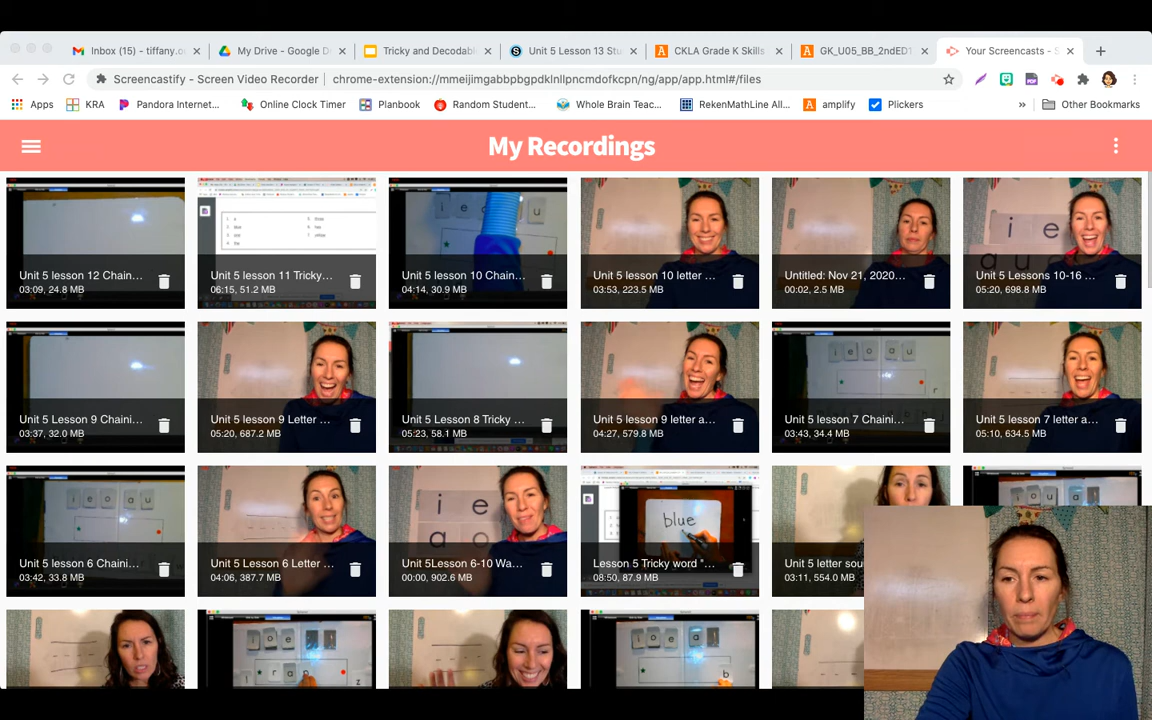 Inbox (15) - tiffany.o
My Drive - Google D
Tricky and Decodab
Unit 5 Lesson 13 Stu
CKLA Grade K Skills
GK_U05_BB_2ndEDT
Your Screencasts - S
Screencastify - Screen Video Recorder
chrome-extension://mmeijimgabbpbgpdklnllpncmdofkcpn/ng/app/app.html#/files
Apps
KRA
Pandora Internet...
Online Clock Timer
Planbook
Random Student...
Whole Brain Teac...
RekenMathLine Al...
amplify
Plickers
»
Other Bookmarks
My Recordings
Unit 5 lesson 12 Chain...
03:09, 24.8 MB
Unit 5 lesson 11 Tricky...
06:15, 51.2 MB
Unit 5 lesson 10 Chain...
04:14, 30.9 MB
Unit 5 lesson 10 letter ...
03:53, 223.5 MB
Untitled: Nov 21, 2020...
00:02, 2.5 MB
i e
a u
Unit 5 Lessons 10-16 ...
05:20, 698.8 MB
Unit 5 Lesson 9 Chaini...
03:37, 32.0 MB
Unit 5 lesson 9 Letter ...
05:20, 687.2 MB
Unit 5 Lesson 8 Tricky ...
05:23, 58.1 MB
Unit 5 lesson 9 letter a...
04:27, 579.8 MB
i e o a u
r
Unit 5 lesson 7 Chaini...
03:43, 34.4 MB
Unit 5 lesson 7 letter a...
05:10, 634.5 MB
i e o a u
Unit 5 lesson 6 Chaini...
03:42, 33.8 MB
Unit 5 Lesson 6 Letter ...
04:06, 387.7 MB
i e
a o
Unit 5Lesson 6-10 Wa...
00:00, 902.6 MB
blue
Lesson 5 Tricky word "...
08:50, 87.9 MB
Unit 5 letter sou
03:11, 554.0 MB